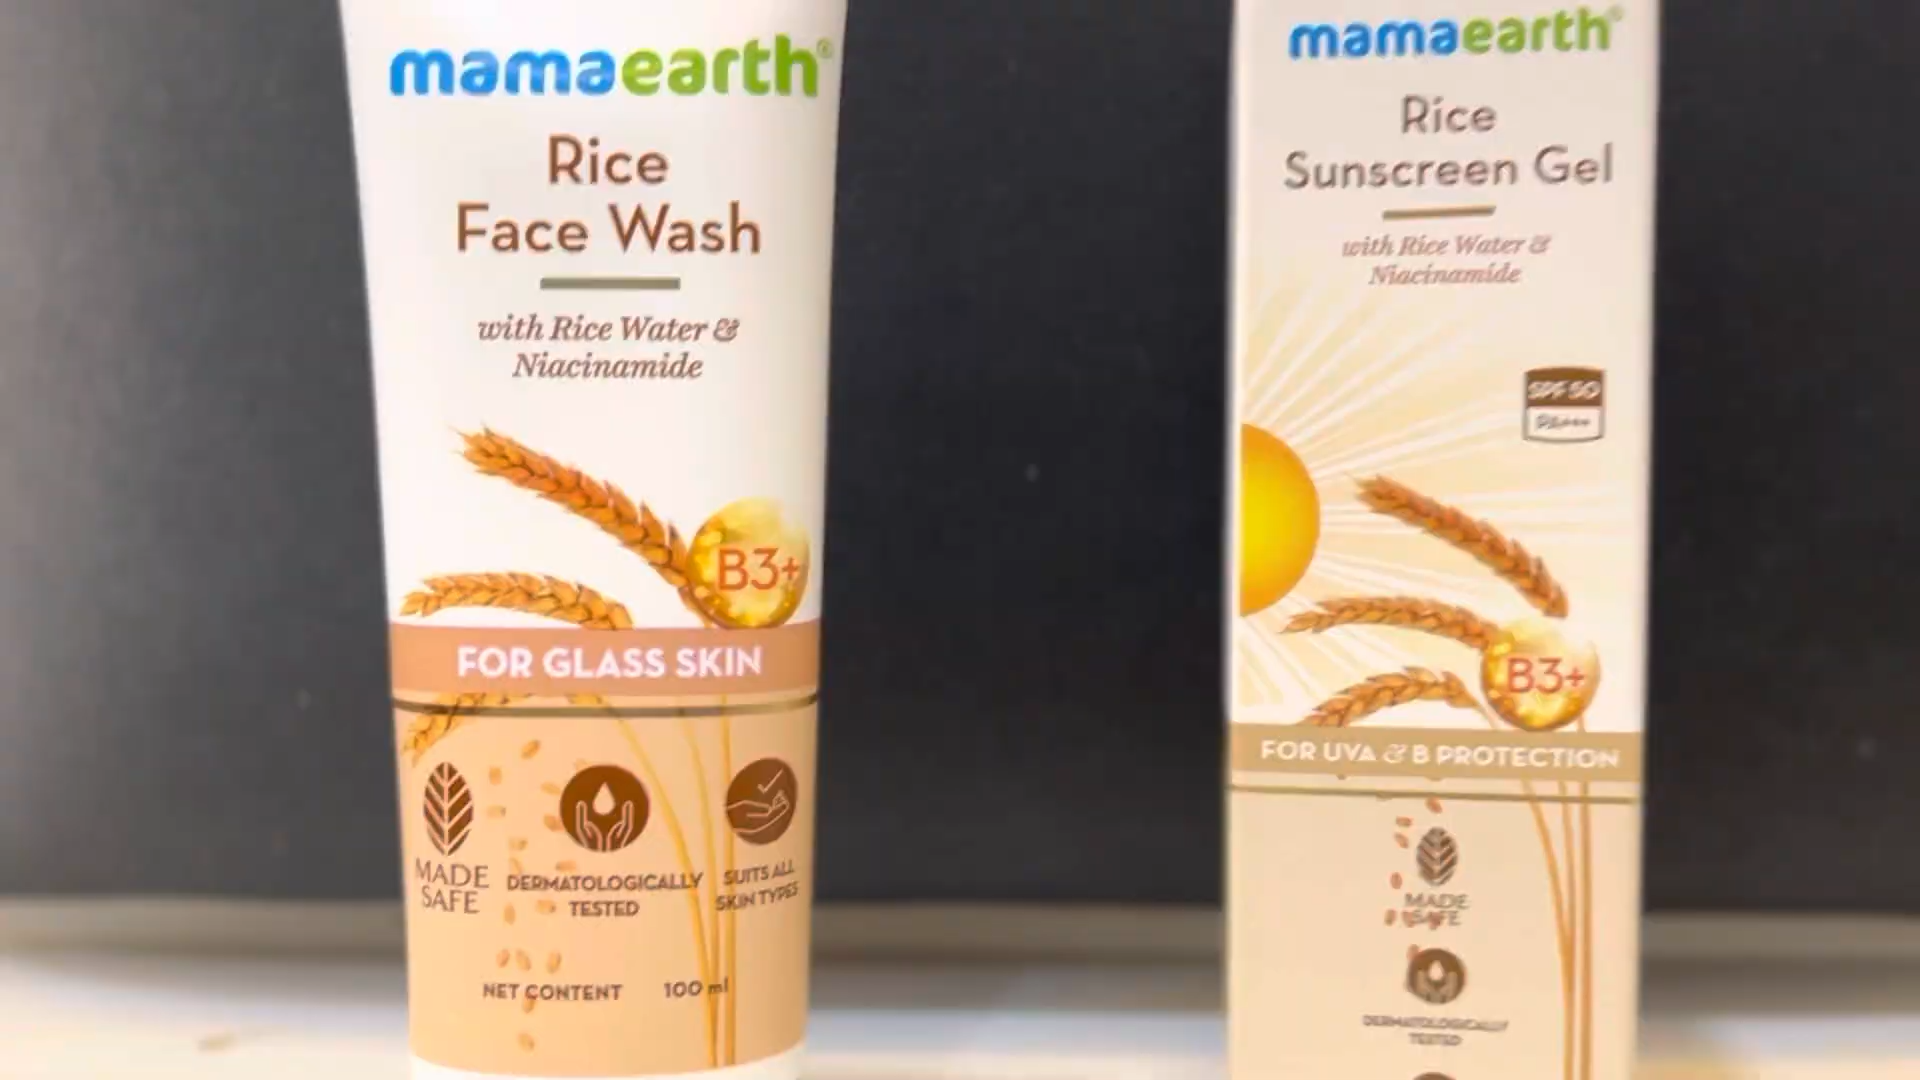 mamaearth®
Rice
Face Wash
with Rice Water &
Niacinamide
B3+
FOR GLASS SKIN
MADE
SAFE
DERMATOLOGICALLY
TESTED
SUITS ALL
SKIN TYPES
NET CONTENT 100 ml
mamaearth®
Rice
Sunscreen Gel
with Rice Water &
Niacinamide
SPF 50
PA+++
B3+
FOR UVA & B PROTECTION
MADE
SAFE
DERMATOLOGICALLY
TESTED